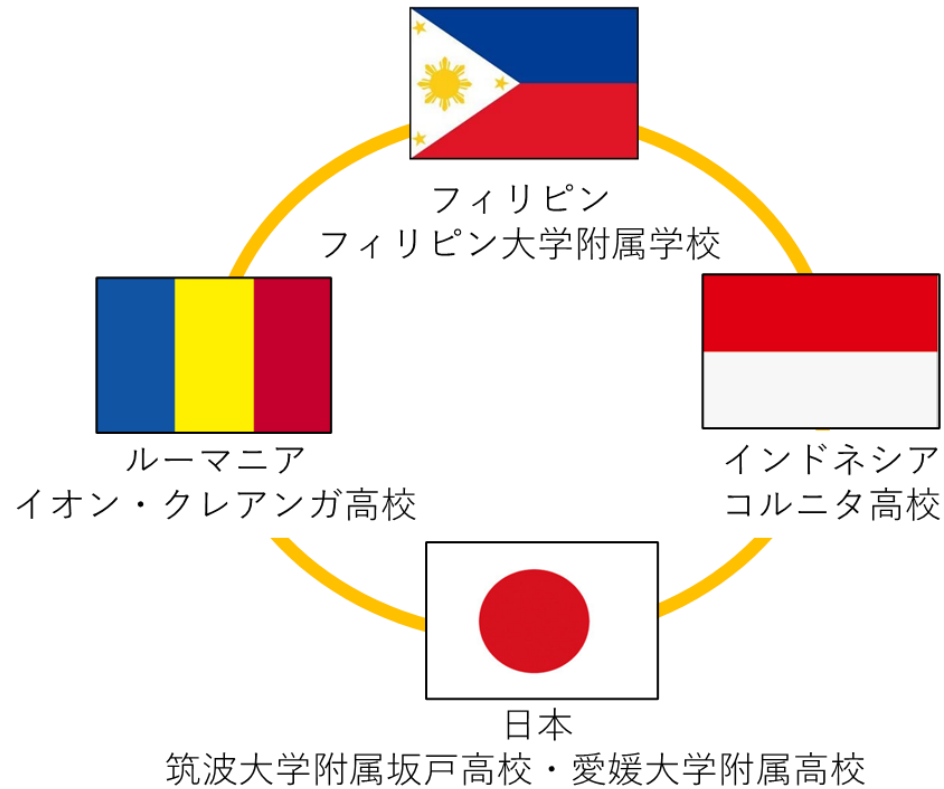 フィリピン
フィリピン大学附属学校
ルーマニア
イオン・クレアンガ高校
インドネシア
コルニタ高校
日本
筑波大学附属坂戸高校・愛媛大学附属高校